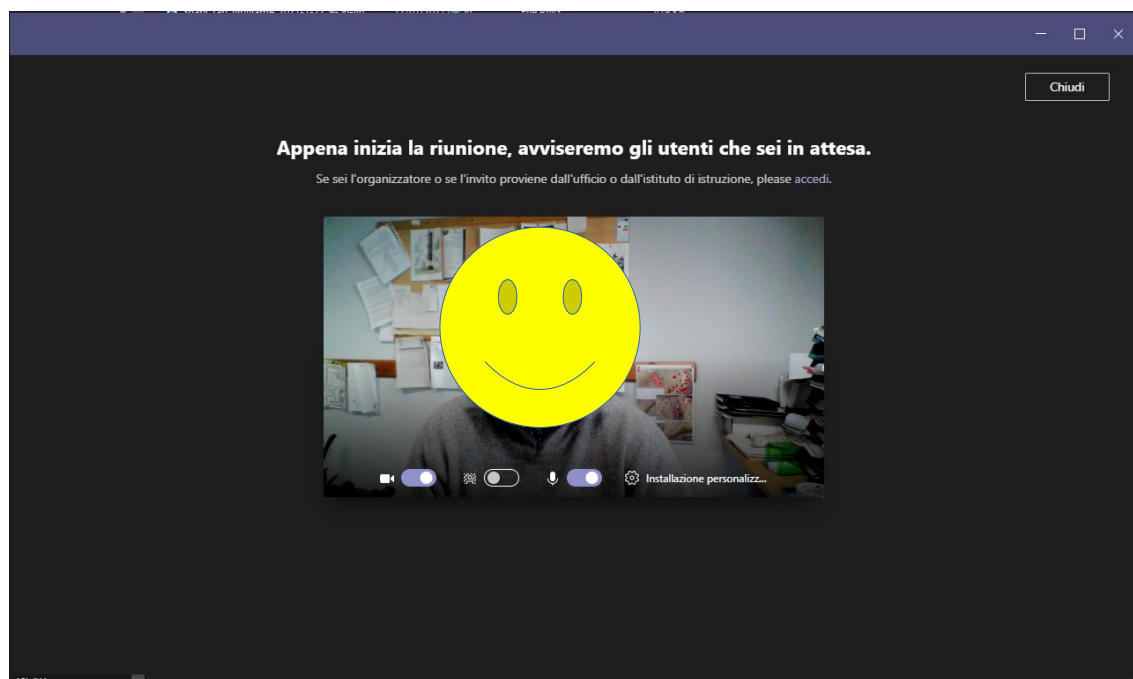 Chiudi
Appena inizia la riunione, avviseremo gli utenti che sei in attesa.
Se sei l'organizzatore o se l'invito proviene dall'ufficio o dall'istituto di istruzione, please accedi.
Installazione personalizz...